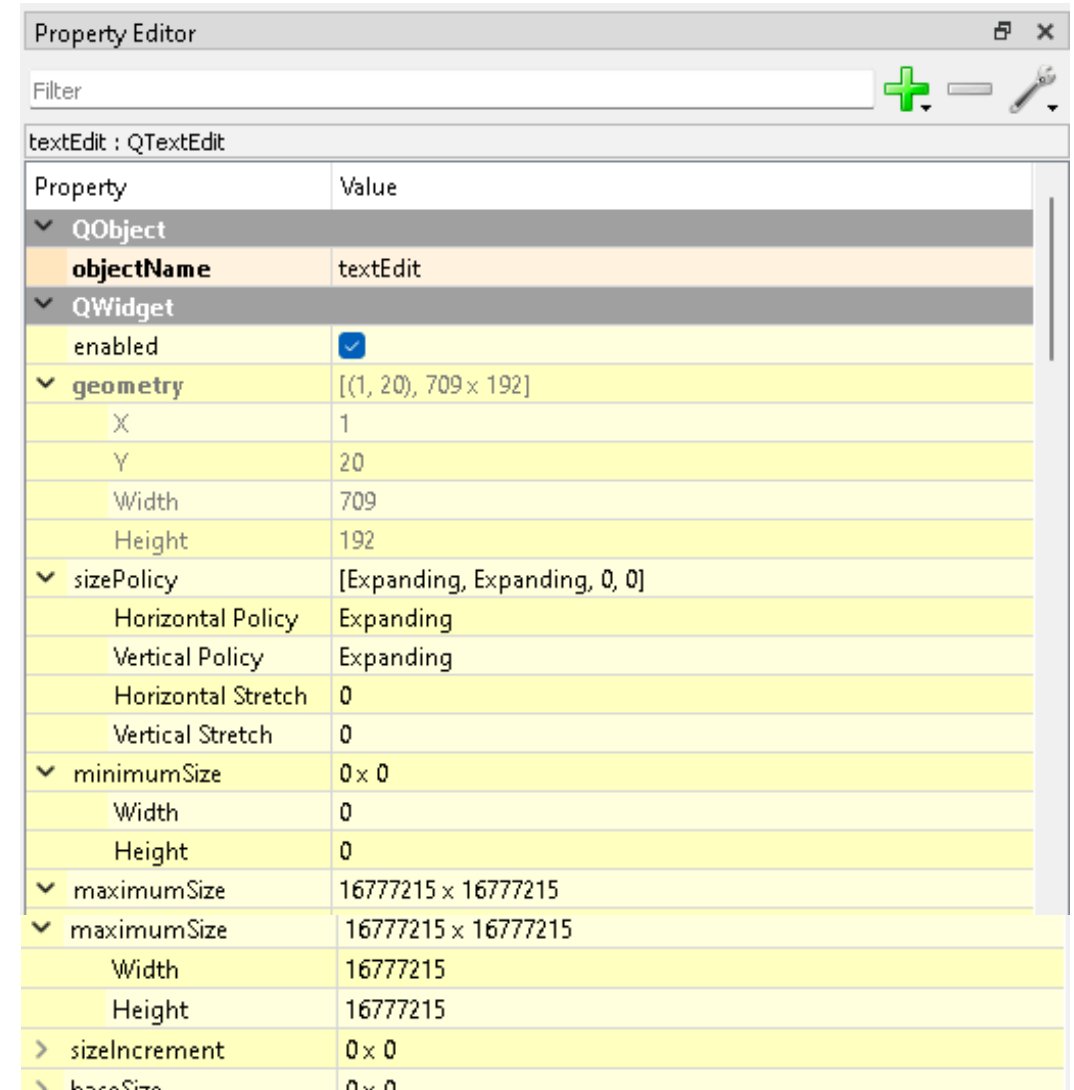 Property Editor
Filter
textEdit : QTextEdit
Property Value
QObject
objectName textEdit
QWidget
enabled
geometry [(1, 20), 709 x 192]
X 1
Y 20
Width 709
Height 192
sizePolicy [Expanding, Expanding, 0, 0]
Horizontal Policy Expanding
Vertical Policy Expanding
Horizontal Stretch 0
Vertical Stretch 0
minimumSize 0 x 0
Width 0
Height 0
maximumSize 16777215 x 16777215
maximumSize 16777215 x 16777215
Width 16777215
Height 16777215
sizeIncrement 0 x 0
baseSize 0 x 0